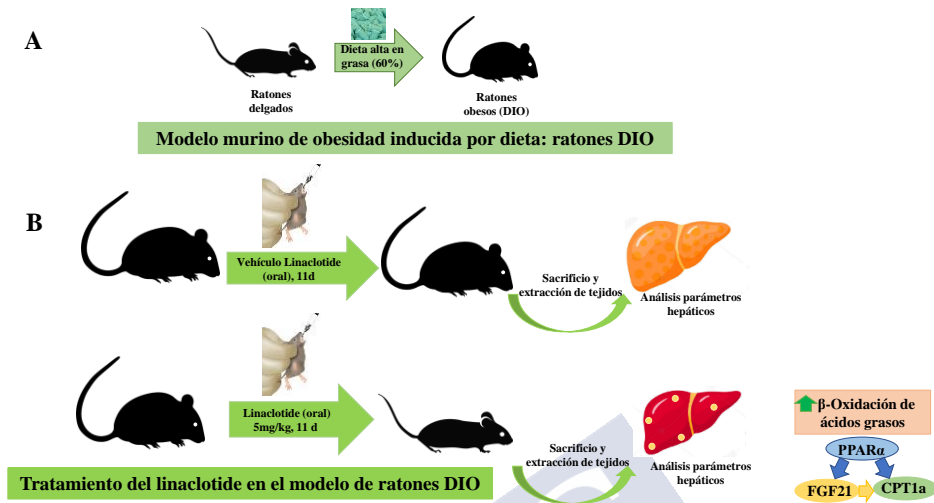 A
Dieta alta en
grasa (60%)
Ratones
delgados
Ratones
obesos (DIO)
Modelo murino de obesidad inducida por dieta: ratones DIO
B
Vehículo Linaclotide
(oral), 11d
Sacrificio y
extracción de tejidos
Análisis parámetros
hepáticos
Linaclotide (oral)
5mg/kg, 11 d
Sacrificio y
extracción de tejidos
Análisis parámetros
hepáticos
β-Oxidación de
ácidos grasos
PPARα
FGF21
CPT1a
Tratamiento del linaclotide en el modelo de ratones DIO